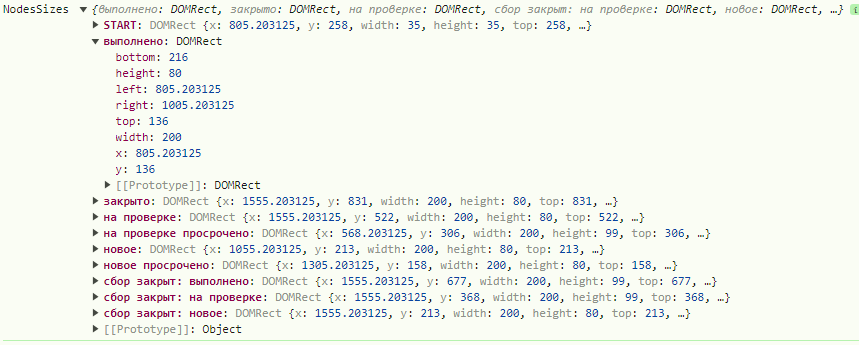 NodesSizes ▼ {выполнено: DOMRect, закрыто: DOMRect, на проверке: DOMRect, сбор закрыт: на проверке: DOMRect, новое: DOMRect, …} i
▶ START: DOMRect {x: 805.203125, y: 258, width: 35, height: 35, top: 258, …}
▼ выполнено: DOMRect
bottom: 216
height: 80
left: 805.203125
right: 1005.203125
top: 136
width: 200
x: 805.203125
y: 136
▶ [[Prototype]]: DOMRect
▶ закрыто: DOMRect {x: 1555.203125, y: 831, width: 200, height: 80, top: 831, …}
▶ на проверке: DOMRect {x: 1555.203125, y: 522, width: 200, height: 80, top: 522, …}
▶ на проверке просрочено: DOMRect {x: 568.203125, y: 306, width: 200, height: 99, top: 306, …}
▶ новое: DOMRect {x: 1055.203125, y: 213, width: 200, height: 80, top: 213, …}
▶ новое просрочено: DOMRect {x: 1305.203125, y: 158, width: 200, height: 80, top: 158, …}
▶ сбор закрыт: выполнено: DOMRect {x: 1555.203125, y: 677, width: 200, height: 99, top: 677, …}
▶ сбор закрыт: на проверке: DOMRect {x: 1555.203125, y: 368, width: 200, height: 99, top: 368, …}
▶ сбор закрыт: новое: DOMRect {x: 1555.203125, y: 213, width: 200, height: 80, top: 213, …}
▶ [[Prototype]]: Object